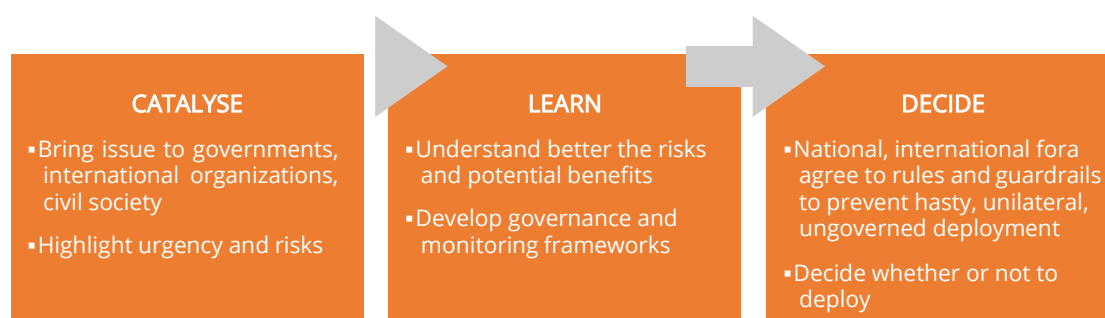 CATALYSE
▪Bring issue to governments,
international organizations,
civil society
▪Highlight urgency and risks
LEARN
▪Understand better the risks
and potential benefits
▪Develop governance and
monitoring frameworks
DECIDE
▪National, international fora
agree to rules and guardrails
to prevent hasty, unilateral,
ungoverned deployment
▪Decide whether or not to
deploy